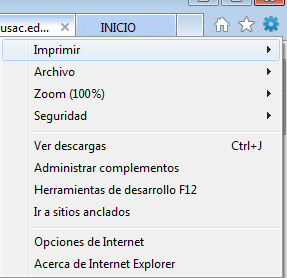 usac.ed... INICIO
Imprimir
Archivo
Zoom (100%)
Seguridad
Ver descargas Ctrl+J
Administrar complementos
Herramientas de desarrollo F12
Ir a sitios anclados
Opciones de Internet
Acerca de Internet Explorer